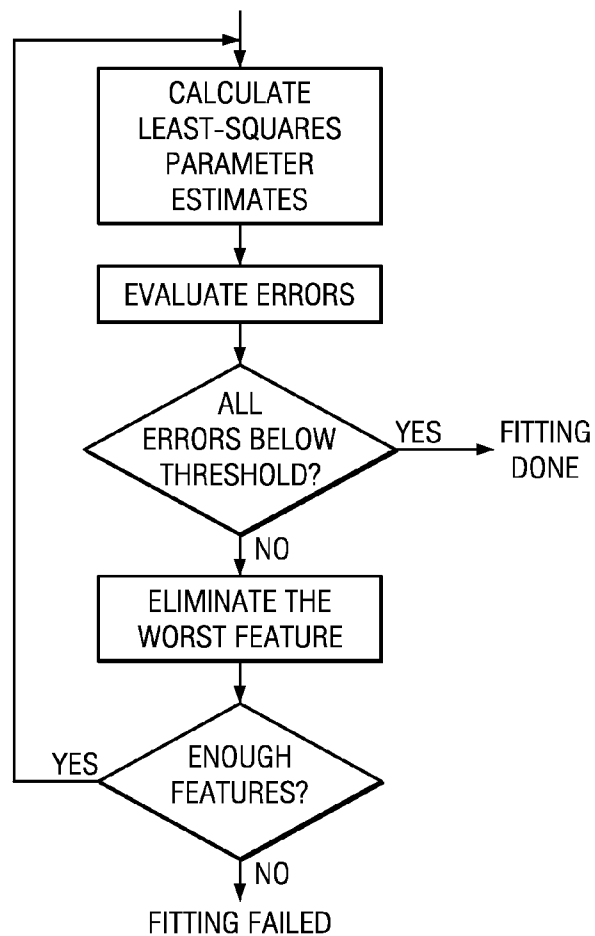 CALCULATE
LEAST-SQUARES
PARAMETER
ESTIMATES
EVALUATE ERRORS
ALL
ERRORS BELOW
THRESHOLD?
YES
FITTING
DONE
NO
ELIMINATE THE
WORST FEATURE
ENOUGH
FEATURES?
YES
NO
FITTING FAILED